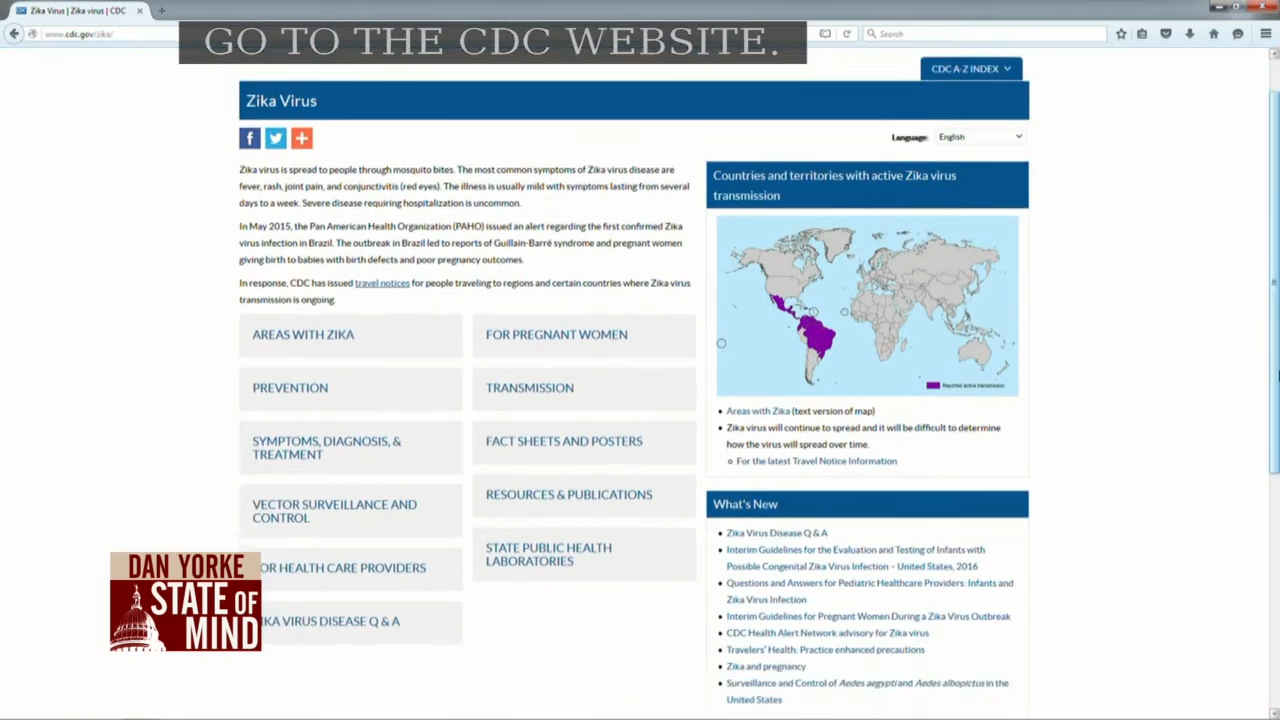 Zika Virus | Zika virus | CDC
www.cdc.gov/zika/
GO TO THE CDC WEBSITE.
Search
CDC A-Z INDEX
Zika Virus
Language:
English
Zika virus is spread to people through mosquito bites. The most common symptoms of Zika virus disease are
fever, rash, joint pain, and conjunctivitis (red eyes). The illness is usually mild with symptoms lasting from several
days to a week. Severe disease requiring hospitalization is uncommon.
In May 2015, the Pan American Health Organization (PAHO) issued an alert regarding the first confirmed Zika
virus infection in Brazil. The outbreak in Brazil led to reports of Guillain-Barré syndrome and pregnant women
giving birth to babies with birth defects and poor pregnancy outcomes.
In response, CDC has issued travel notices for people traveling to regions and certain countries where Zika virus
transmission is ongoing.
AREAS WITH ZIKA
FOR PREGNANT WOMEN
PREVENTION
TRANSMISSION
SYMPTOMS, DIAGNOSIS, &
TREATMENT
FACT SHEETS AND POSTERS
VECTOR SURVEILLANCE AND
CONTROL
RESOURCES & PUBLICATIONS
OR HEALTH CARE PROVIDERS
STATE PUBLIC HEALTH
LABORATORIES
IKA VIRUS DISEASE Q & A
Countries and territories with active Zika virus
transmission
Reported active transmission
Areas with Zika (text version of map)
Zika virus will continue to spread and it will be difficult to determine
how the virus will spread over time.
For the latest Travel Notice Information
What's New
Zika Virus Disease Q & A
Interim Guidelines for the Evaluation and Testing of Infants with
Possible Congenital Zika Virus Infection – United States, 2016
Questions and Answers for Pediatric Healthcare Providers: Infants and
Zika Virus Infection
Interim Guidelines for Pregnant Women During a Zika Virus Outbreak
CDC Health Alert Network advisory for Zika virus
Travelers' Health: Practice enhanced precautions
Zika and pregnancy
Surveillance and Control of Aedes aegypti and Aedes albopictus in the
United States
DAN YORKE
STATE OF
MIND